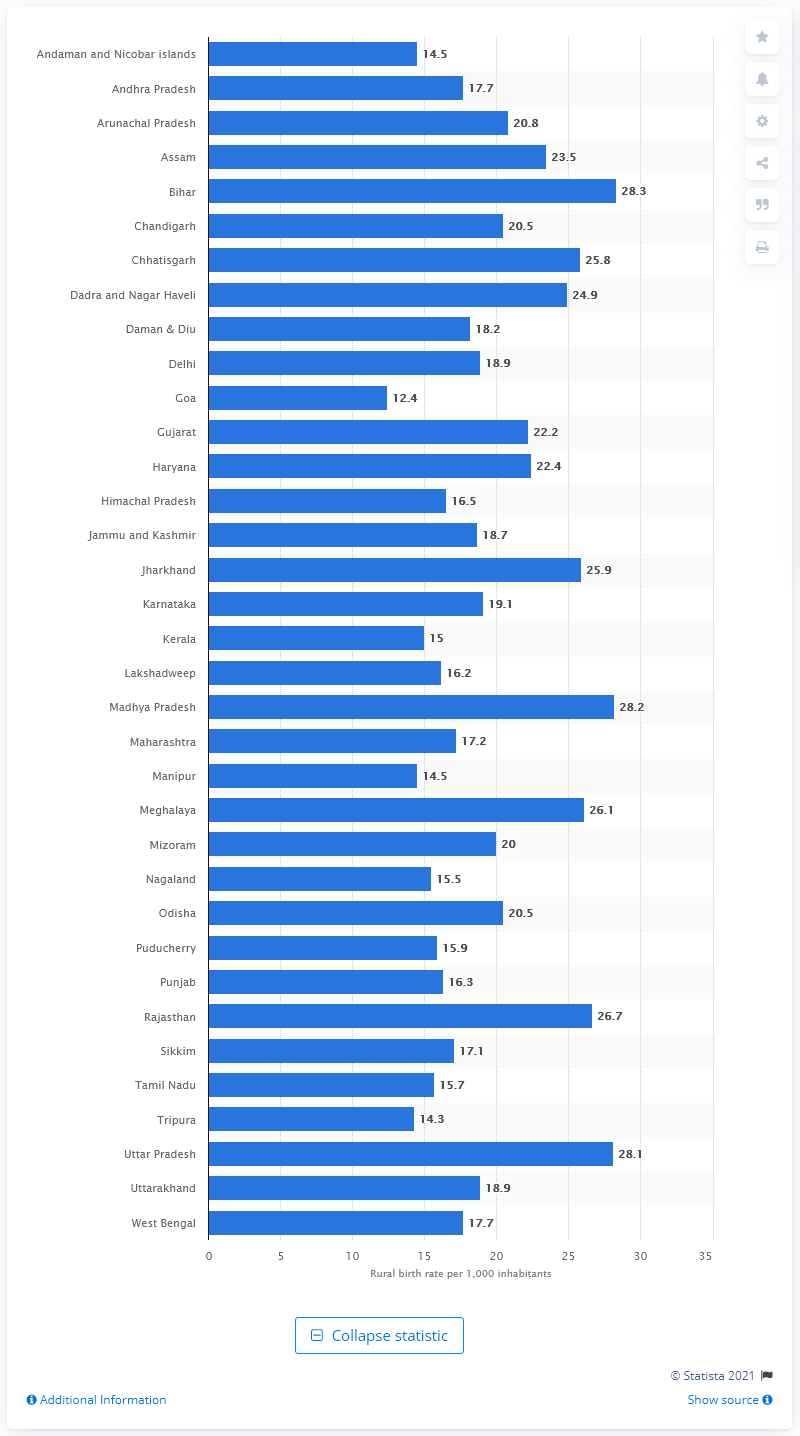 Andaman and Nicobar islands 14.5
Andhra Pradesh 17.7
Arunachal Pradesh 20.8
Assam 23.5
Bihar 28.3
Chandigarh 20.5
Chhatisgarh 25.8
Dadra and Nagar Haveli 24.9
Daman & Diu 18.2
Delhi 18.9
Goa 12.4
Gujarat 22.2
Haryana 22.4
Himachal Pradesh 16.5
Jammu and Kashmir 18.7
Jharkhand 25.9
Karnataka 19.1
Kerala 15
Lakshadweep 16.2
Madhya Pradesh 28.2
Maharashtra 17.2
Manipur 14.5
Meghalaya 26.1
Mizoram 20
Nagaland 15.5
Odisha 20.5
Puducherry 15.9
Punjab 16.3
Rajasthan 26.7
Sikkim 17.1
Tamil Nadu 15.7
Tripura 14.3
Uttar Pradesh 28.1
Uttarakhand 18.9
West Bengal 17.7
0 5 10 15 20 25 30 35
Rural birth rate per 1,000 inhabitants
Collapse statistic
© Statista 2021
Additional Information Show source